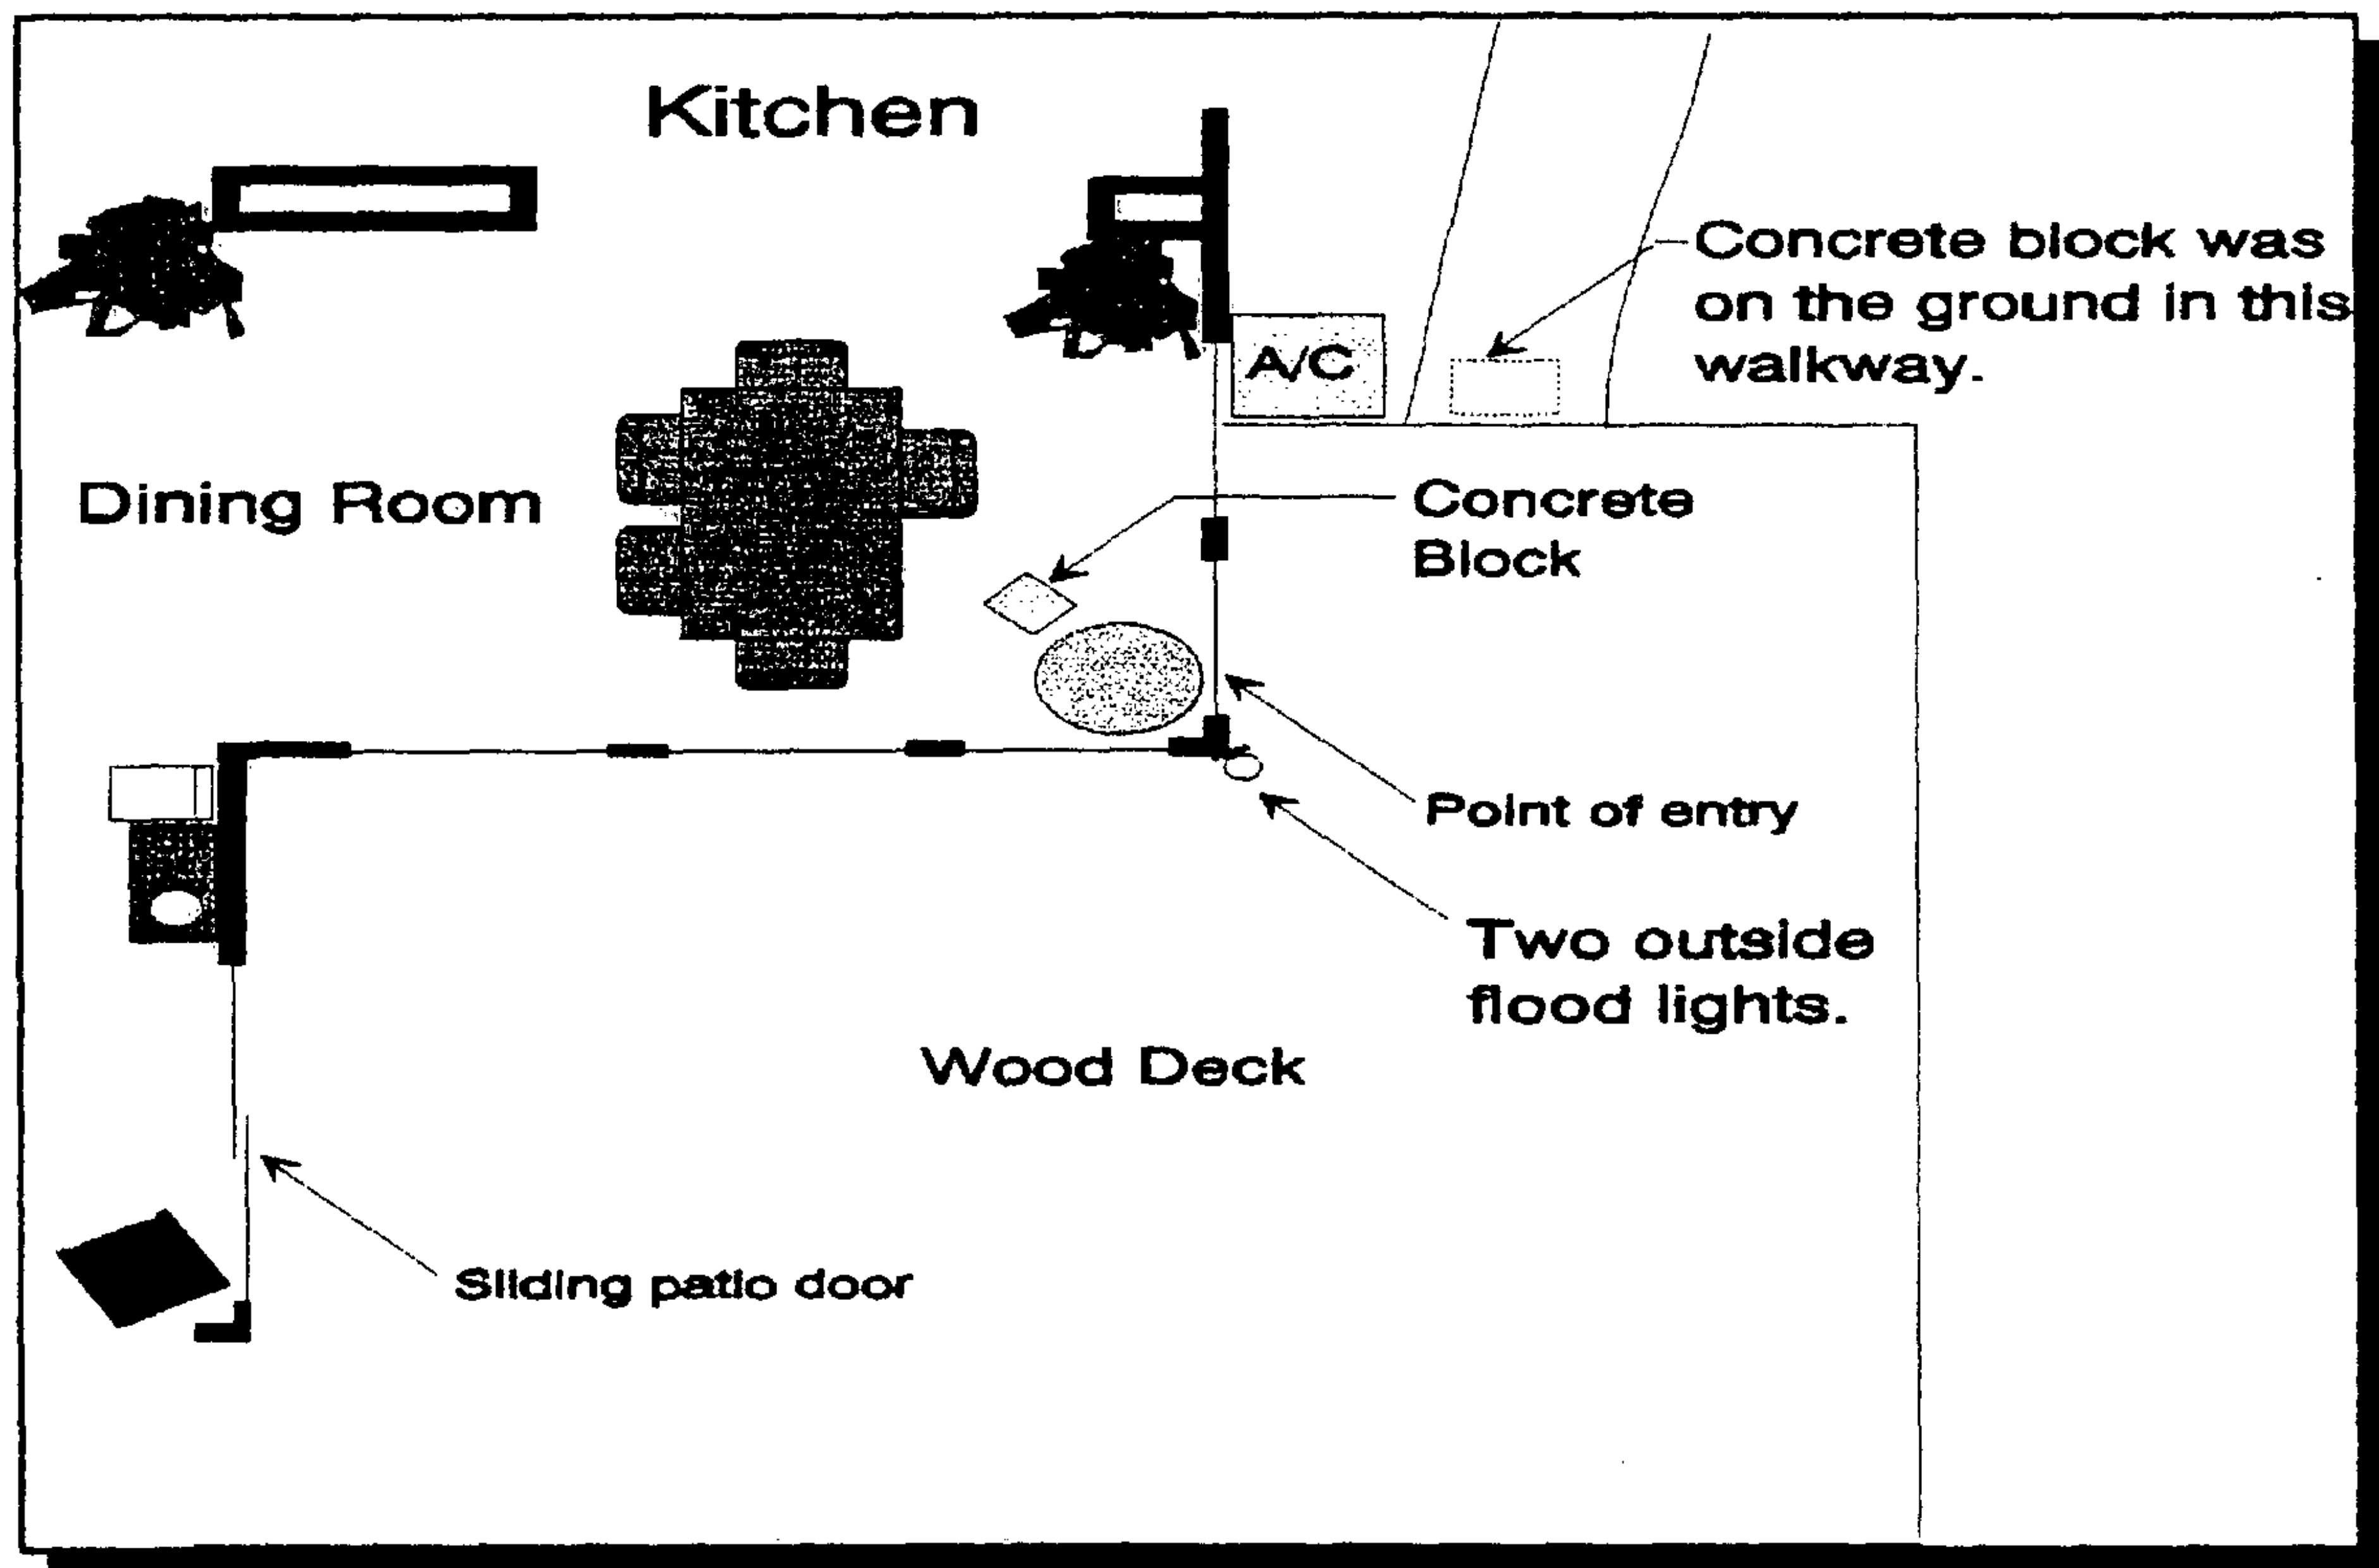 Kitchen
Concrete block was
on the ground in this
walkway.
A/C
Dining Room
Concrete
Block
Point of entry
Two outside
flood lights.
Wood Deck
Sliding patio door